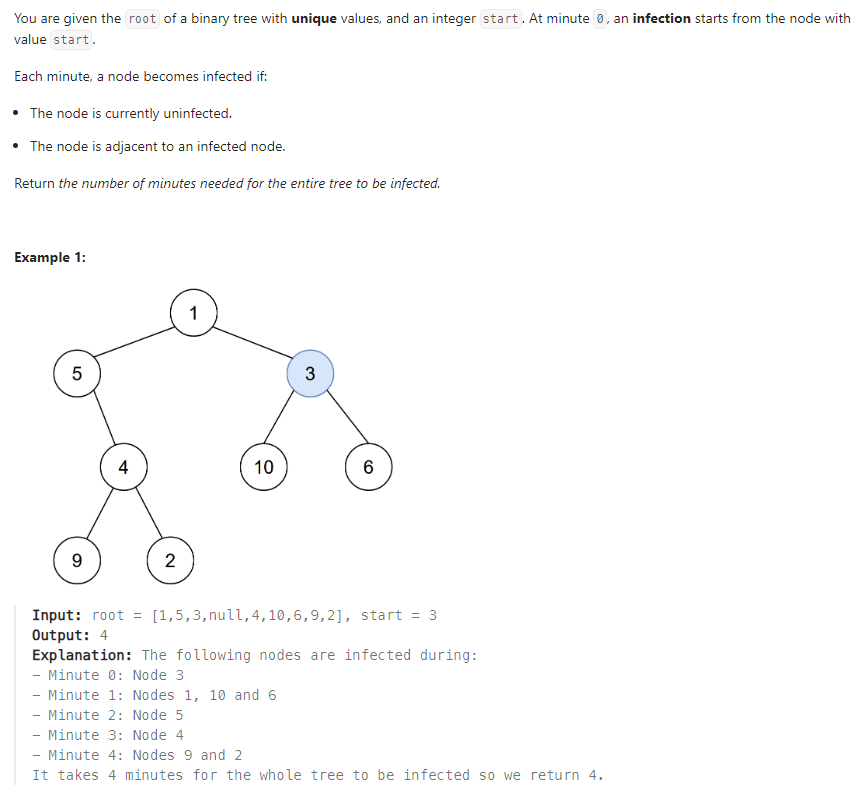 You are given the root of a binary tree with unique values, and an integer start. At minute 0, an infection starts from the node with
value start.
Each minute, a node becomes infected if:
• The node is currently uninfected.
• The node is adjacent to an infected node.
Return the number of minutes needed for the entire tree to be infected.
Example 1:
1
5 3
4 10 6
9 2
Input: root = [1,5,3,null,4,10,6,9,2], start = 3
Output: 4
Explanation: The following nodes are infected during:
- Minute 0: Node 3
- Minute 1: Nodes 1, 10 and 6
- Minute 2: Node 5
- Minute 3: Node 4
- Minute 4: Nodes 9 and 2
It takes 4 minutes for the whole tree to be infected so we return 4.